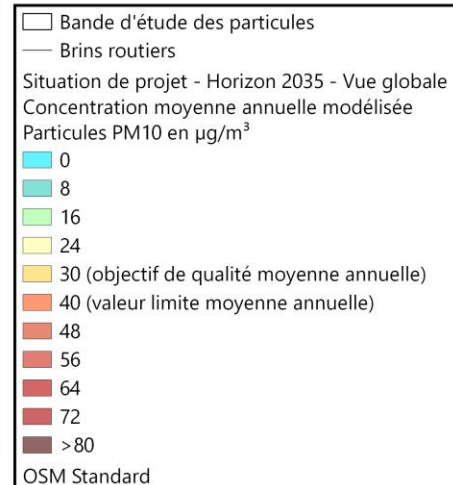 Bande d'étude des particules
Brins routiers
Situation de projet - Horizon 2035 - Vue globale
Concentration moyenne annuelle modélisée
Particules PM10 en µg/m³
0
8
16
24
30 (objectif de qualité moyenne annuelle)
40 (valeur limite moyenne annuelle)
48
56
64
72
>80
OSM Standard